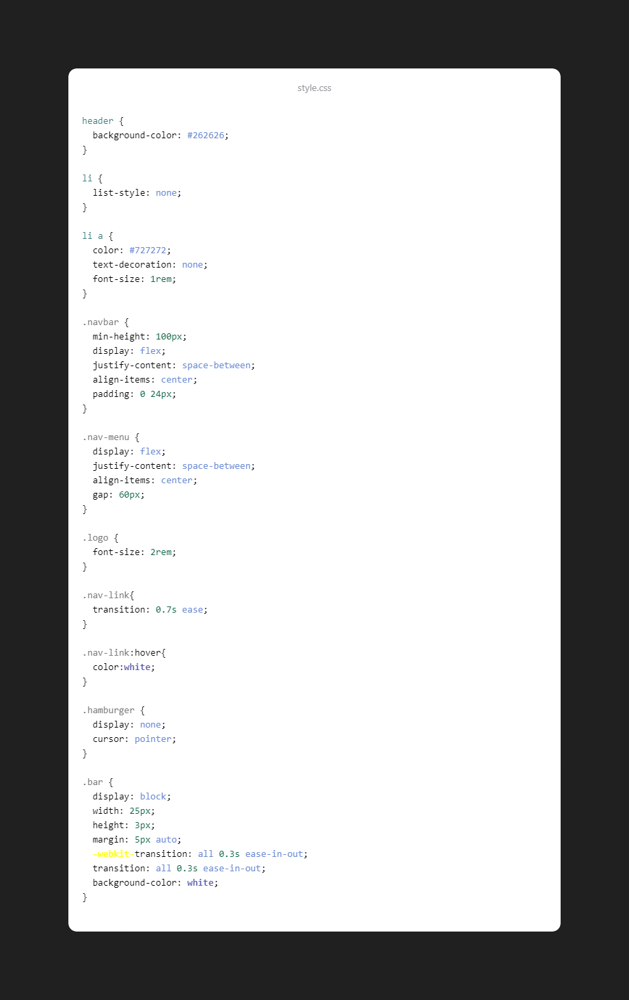 style.css
header {
  background-color: #262626;
}
li {
  list-style: none;
}
li a {
  color: #727272;
  text-decoration: none;
  font-size: 1rem;
}
.navbar {
  min-height: 100px;
  display: flex;
  justify-content: space-between;
  align-items: center;
  padding: 0 24px;
}
.nav-menu {
  display: flex;
  justify-content: space-between;
  align-items: center;
  gap: 60px;
}
.logo {
  font-size: 2rem;
}
.nav-link{
  transition: 0.7s ease;
}
.nav-link:hover{
  color:white;
}
.hamburger {
  display: none;
  cursor: pointer;
}
.bar {
  display: block;
  width: 25px;
  height: 3px;
  margin: 5px auto;
  -webkit-transition: all 0.3s ease-in-out;
  transition: all 0.3s ease-in-out;
  background-color: white;
}